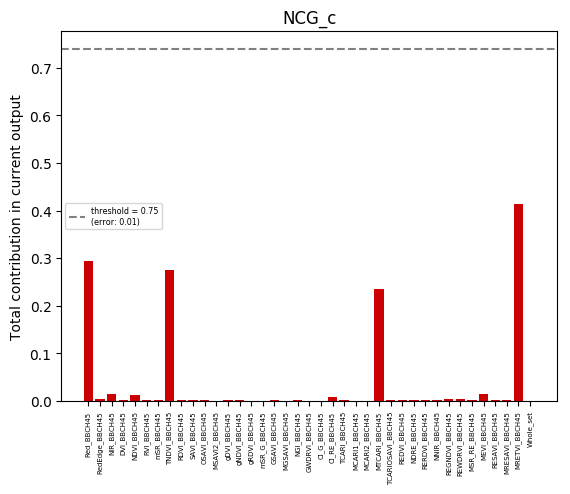 NCG_c
Total contribution in current output
0.7
0.6
0.5
0.4
0.3
0.2
0.1
0.0
threshold = 0.75
(error: 0.01)
Red_BBCH45
RedEdge_BBCH45
NIR_BBCH45
DVI_BBCH45
NDVI_BBCH45
RVI_BBCH45
mSR_BBCH45
TNDVI_BBCH45
RDVI_BBCH45
SAVI_BBCH45
OSAVI_BBCH45
MSAVI2_BBCH45
gDVI_BBCH45
gNDVI_BBCH45
gRDVI_BBCH45
mSR_G_BBCH45
GSAVI_BBCH45
MGSAVI_BBCH45
NGI_BBCH45
GWDRVI_BBCH45
CI_G_BBCH45
CI_RE_BBCH45
TCARI_BBCH45
MCARI1_BBCH45
MCARI2_BBCH45
MTCARI_BBCH45
TCARIOSAVI_BBCH45
REDVI_BBCH45
NDRE_BBCH45
RERDVI_BBCH45
NNIR_BBCH45
REGNDVI_BBCH45
REWDRVI_BBCH45
MSR_RE_BBCH45
MEVI_BBCH45
RESAVI_BBCH45
MRESAVI_BBCH45
MRETVI_BBCH45
Whole_set